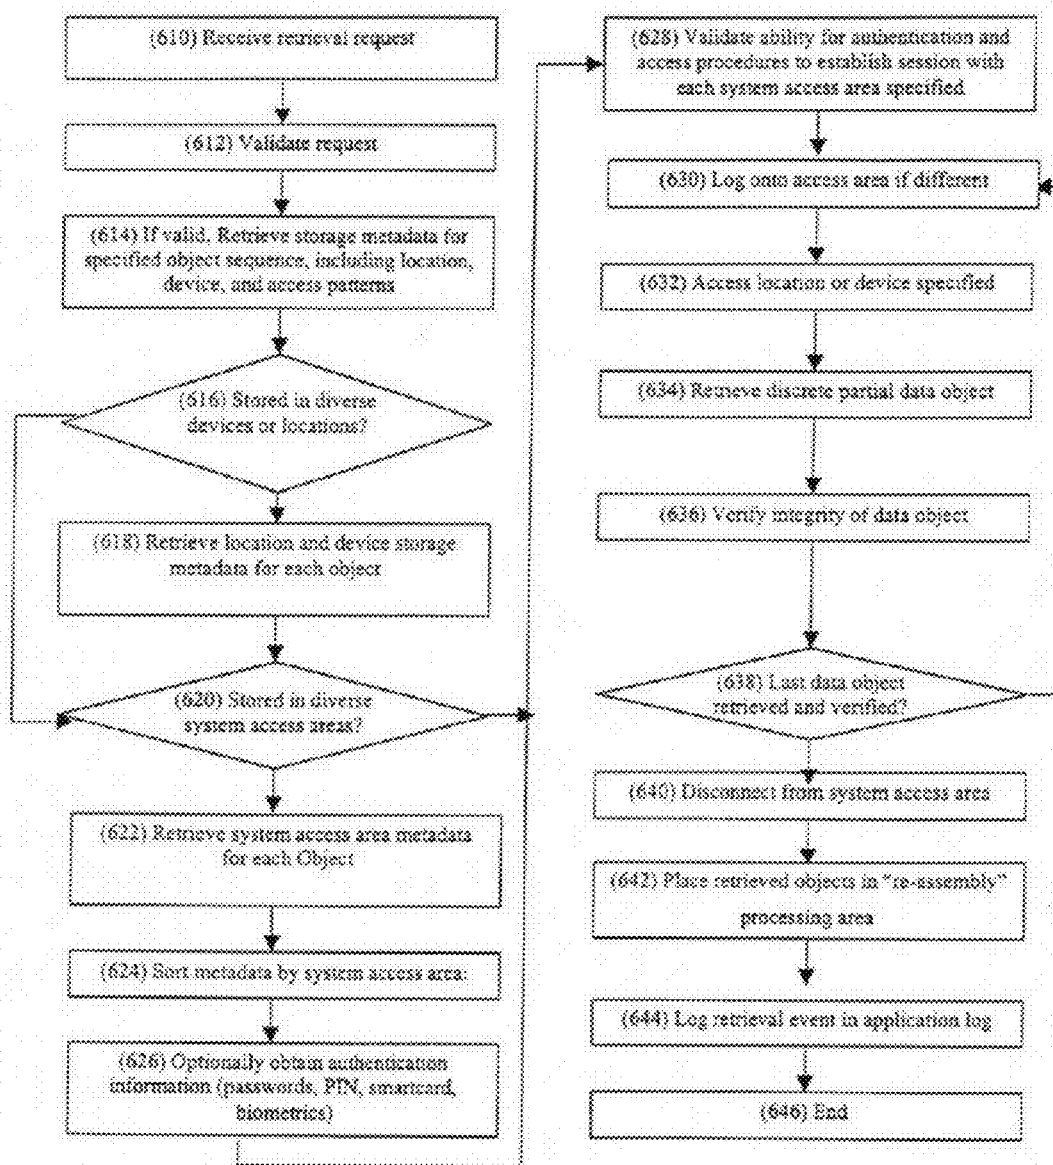 (610) Receive retrieval request
(612) Validate request
(614) If valid, Retrieve storage metadata for
specified object sequence, including location,
device, and access patterns
(616) Stored in diverse
devices or locations?
(618) Retrieve location and device storage
metadata for each object
(620) Stored in diverse
system access areas?
(622) Retrieve system access area metadata
for each Object
(624) Sort metadata by system access area:
(626) Optionally obtain authentication
information (passwords, PIN, smartcard,
biometrics)
(628) Validate ability for authentication and
access procedures to establish session with
each system access area specified
(630) Log onto access area if different
(632) Access location or device specified
(634) Retrieve discrete partial data object
(636) Verify integrity of data object
(638) Last data object
retrieved and verified?
(640) Disconnect from system access area
(642) Place retrieved objects in "re-assembly"
processing area
(644) Log retrieval event in application log
(646) End